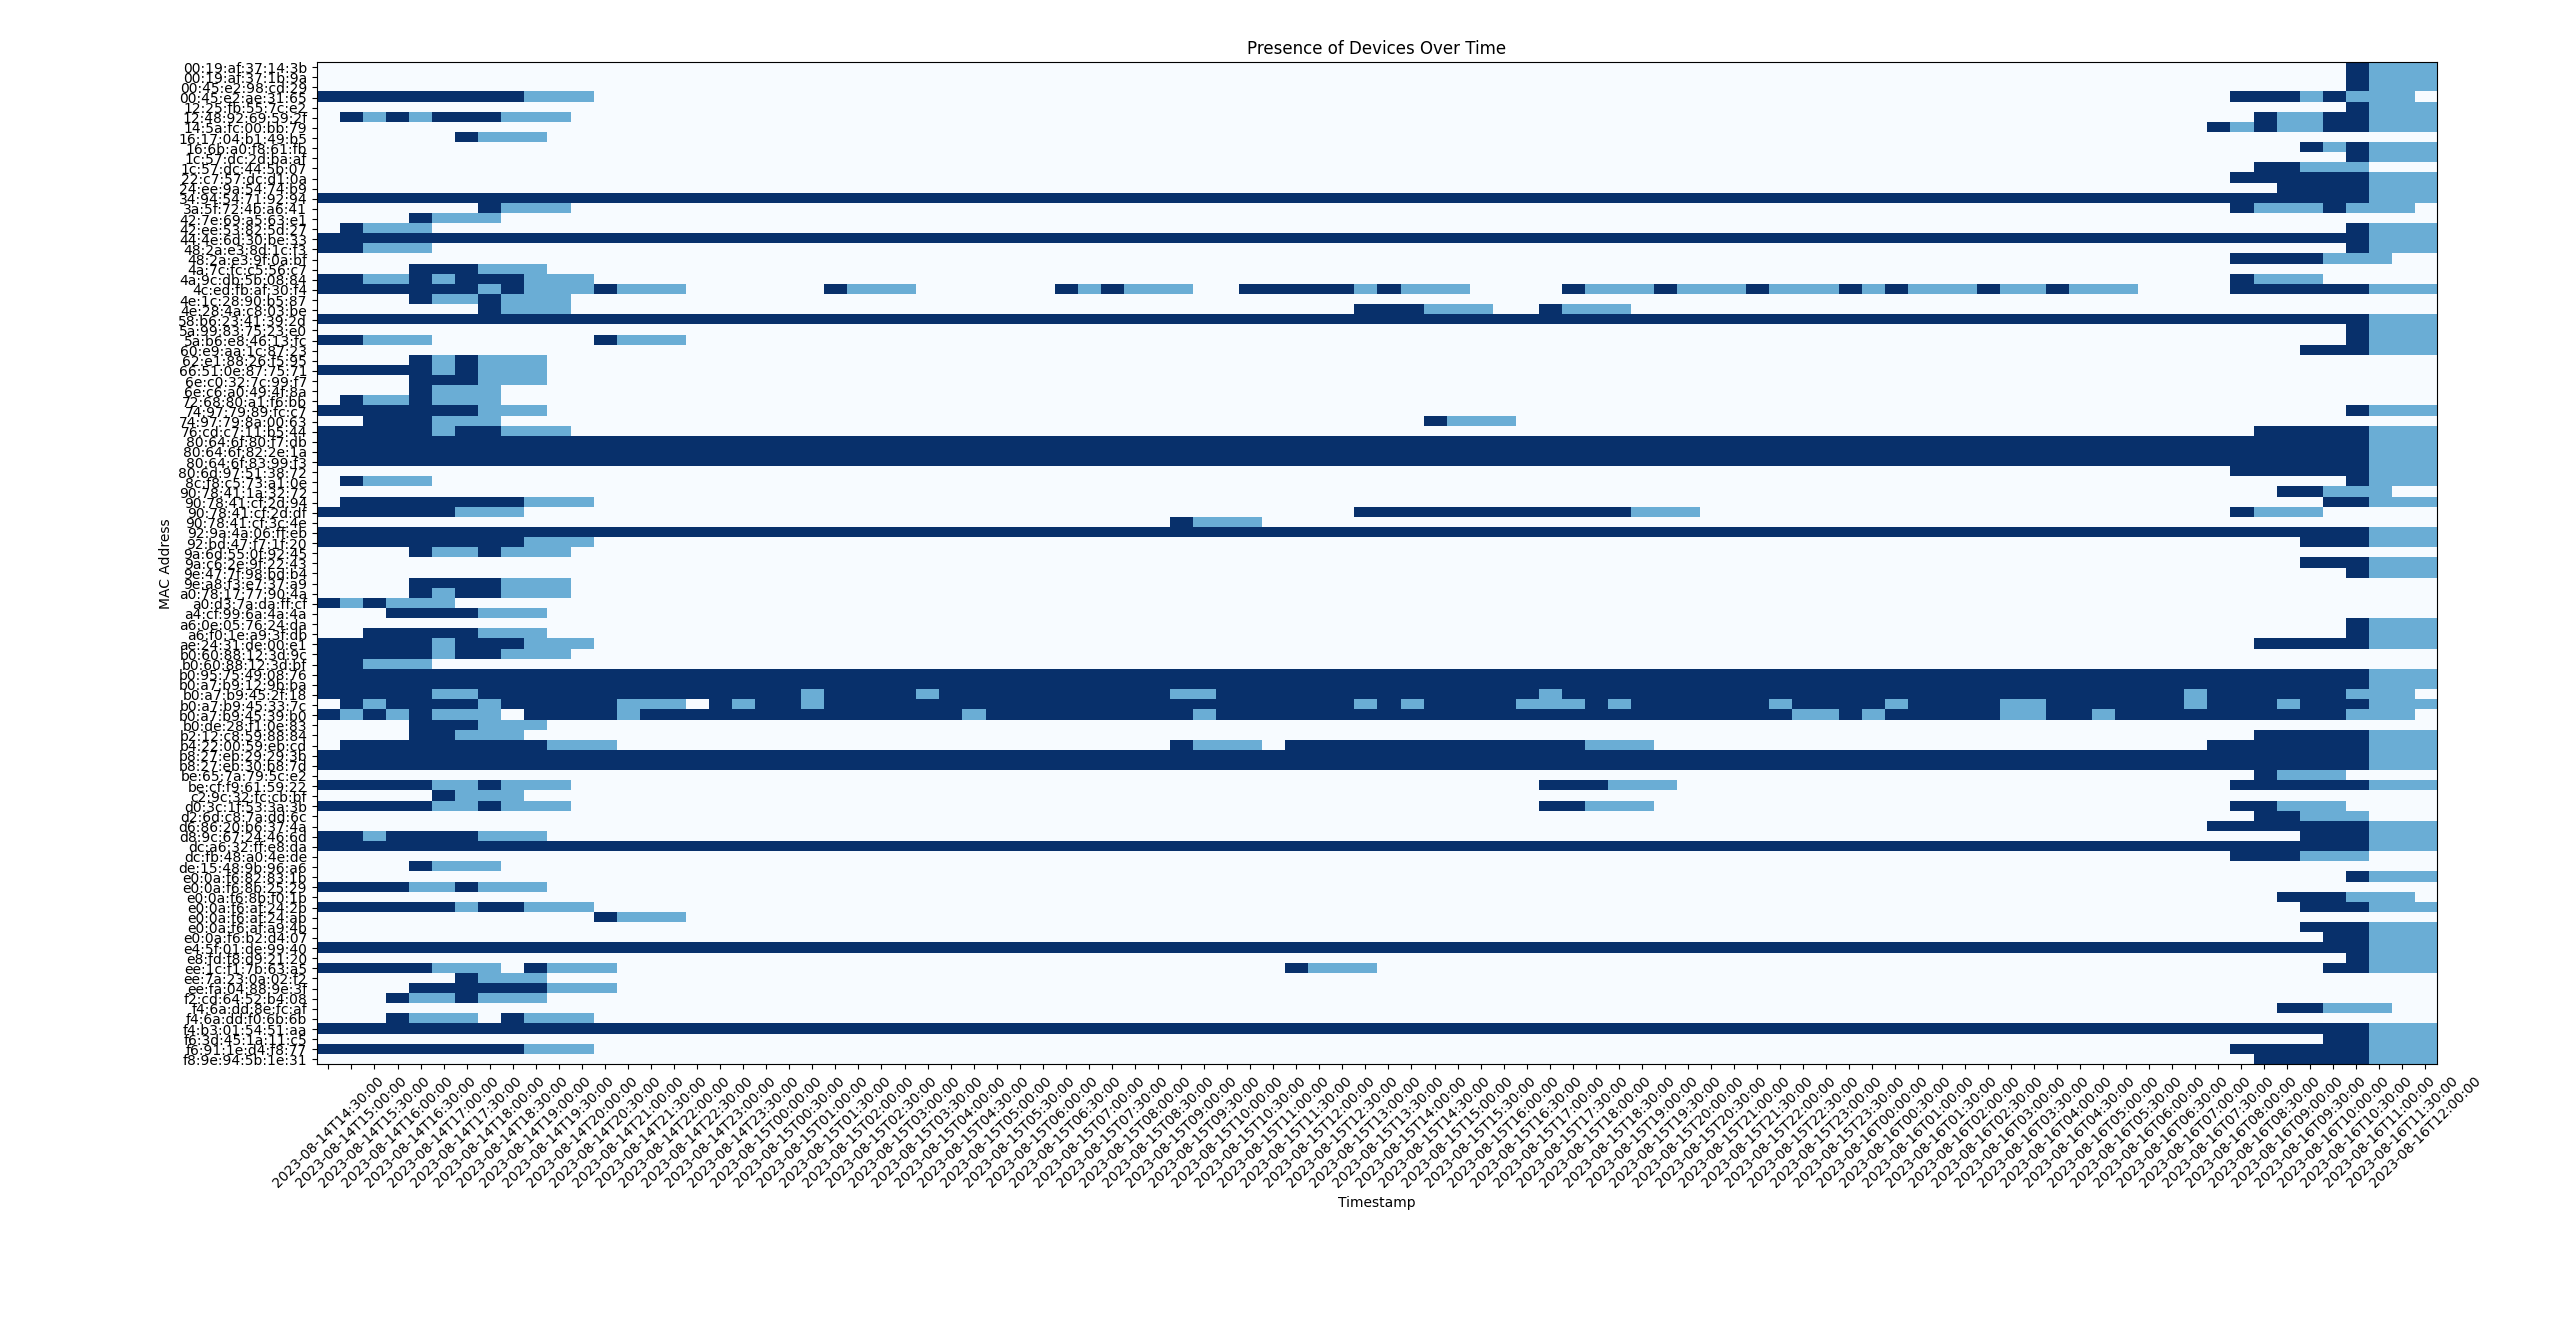 Presence of Devices Over Time
MAC Address
00:19:af:37:14:3b
00:19:af:37:1b:9a
00:45:e2:98:cd:29
00:45:e2:ae:31:65
12:25:fb:55:7c:e2
12:48:92:69:59:2f
14:5a:fc:00:bb:79
16:17:04:b1:49:b5
16:6b:a0:f8:61:fb
1c:57:dc:2d:ba:af
1c:57:dc:44:5b:07
22:c7:57:dc:d1:0a
24:ee:9a:54:74:b9
34:94:54:71:92:94
3a:5f:72:4b:a6:41
42:7e:69:a5:63:e1
42:ee:53:82:5d:27
44:4e:6d:30:be:33
48:2a:e3:8d:1c:f3
48:2a:e3:9f:0a:bf
4a:7c:fc:c5:56:c7
4a:9c:db:5b:08:84
4c:ed:fb:af:30:f4
4e:1c:28:90:b5:87
4e:28:4a:c8:03:be
58:b6:23:41:39:2d
5a:99:83:75:23:e0
5a:b6:e8:46:13:fc
60:e9:aa:1c:87:23
62:e1:88:26:f5:95
66:51:0e:87:75:71
6e:c0:32:7c:99:f7
6e:c6:a0:49:4f:8a
72:68:80:a1:f6:bb
74:97:79:89:fc:c7
74:97:79:8a:00:63
76:cd:c7:11:b5:44
80:64:6f:80:f7:db
80:64:6f:82:2e:1a
80:64:6f:83:99:f3
80:6d:97:51:38:72
8c:f8:c5:73:a1:0e
90:78:41:1a:32:72
90:78:41:cf:2d:94
90:78:41:cf:2d:df
90:78:41:cf:3c:4e
92:9a:4a:06:ff:eb
92:bd:47:f7:1f:20
9a:6d:55:0f:92:45
9a:c6:2e:9f:22:43
9e:47:7f:98:bd:b4
9e:a8:f3:e7:37:a9
a0:78:17:77:90:4a
a0:d3:7a:da:ff:cf
a4:cf:99:6a:4a:4a
a6:0e:05:76:24:da
a6:f0:1e:a9:3f:db
ae:24:31:de:00:e1
b0:60:88:12:3d:9c
b0:60:88:12:3d:bf
b0:95:75:49:08:76
b0:a7:b9:12:9b:ba
b0:a7:b9:45:2f:18
b0:a7:b9:45:33:7c
b0:a7:b9:45:39:b0
b0:de:28:f1:0e:83
b2:12:c8:59:88:84
b4:22:00:59:eb:cd
b8:27:eb:29:29:3b
b8:27:eb:30:b8:7d
be:65:7a:79:5c:e2
be:cf:f9:61:59:22
c2:9c:32:fc:cb:bf
d0:3c:1f:53:3a:3b
d2:6d:c8:7a:dd:6c
d6:86:20:b6:37:4a
d8:9c:67:24:46:6d
dc:a6:32:ff:e8:da
dc:fb:48:a0:4e:de
de:15:48:9b:96:a6
e0:0a:f6:82:83:1b
e0:0a:f6:8b:25:29
e0:0a:f6:8b:f0:1b
e0:0a:f6:af:24:2b
e0:0a:f6:af:24:ab
e0:0a:f6:af:a9:4b
e0:0a:f6:b2:d4:07
e4:5f:01:de:99:40
e8:fd:f8:d9:21:20
ee:1c:f1:7b:63:a5
ee:7a:23:0a:02:f2
ee:fa:04:88:9e:3f
f2:cd:64:52:b4:08
f4:6a:dd:8e:fc:af
f4:6a:dd:f0:6b:6b
f4:b3:01:54:51:aa
f6:3d:45:1a:11:c5
f6:91:1e:d4:f8:77
f8:9e:94:5b:1e:31
2023-08-14T14:30:00
2023-08-14T15:00:00
2023-08-14T15:30:00
2023-08-14T16:00:00
2023-08-14T16:30:00
2023-08-14T17:00:00
2023-08-14T17:30:00
2023-08-14T18:00:00
2023-08-14T18:30:00
2023-08-14T19:00:00
2023-08-14T19:30:00
2023-08-14T20:00:00
2023-08-14T20:30:00
2023-08-14T21:00:00
2023-08-14T21:30:00
2023-08-14T22:00:00
2023-08-14T22:30:00
2023-08-14T23:00:00
2023-08-14T23:30:00
2023-08-15T00:00:00
2023-08-15T00:30:00
2023-08-15T01:00:00
2023-08-15T01:30:00
2023-08-15T02:00:00
2023-08-15T02:30:00
2023-08-15T03:00:00
2023-08-15T03:30:00
2023-08-15T04:00:00
2023-08-15T04:30:00
2023-08-15T05:00:00
2023-08-15T05:30:00
2023-08-15T06:00:00
2023-08-15T06:30:00
2023-08-15T07:00:00
2023-08-15T07:30:00
2023-08-15T08:00:00
2023-08-15T08:30:00
2023-08-15T09:00:00
2023-08-15T09:30:00
2023-08-15T10:00:00
2023-08-15T10:30:00
2023-08-15T11:00:00
2023-08-15T11:30:00
2023-08-15T12:00:00
2023-08-15T12:30:00
2023-08-15T13:00:00
2023-08-15T13:30:00
2023-08-15T14:00:00
2023-08-15T14:30:00
2023-08-15T15:00:00
2023-08-15T15:30:00
2023-08-15T16:00:00
2023-08-15T16:30:00
2023-08-15T17:00:00
2023-08-15T17:30:00
2023-08-15T18:00:00
2023-08-15T18:30:00
2023-08-15T19:00:00
2023-08-15T19:30:00
2023-08-15T20:00:00
2023-08-15T20:30:00
2023-08-15T21:00:00
2023-08-15T21:30:00
2023-08-15T22:00:00
2023-08-15T22:30:00
2023-08-15T23:00:00
2023-08-15T23:30:00
2023-08-16T00:00:00
2023-08-16T00:30:00
2023-08-16T01:00:00
2023-08-16T01:30:00
2023-08-16T02:00:00
2023-08-16T02:30:00
2023-08-16T03:00:00
2023-08-16T03:30:00
2023-08-16T04:00:00
2023-08-16T04:30:00
2023-08-16T05:00:00
2023-08-16T05:30:00
2023-08-16T06:00:00
2023-08-16T06:30:00
2023-08-16T07:00:00
2023-08-16T07:30:00
2023-08-16T08:00:00
2023-08-16T08:30:00
2023-08-16T09:00:00
2023-08-16T09:30:00
2023-08-16T10:00:00
2023-08-16T10:30:00
2023-08-16T11:00:00
2023-08-16T11:30:00
2023-08-16T12:00:00
Timestamp